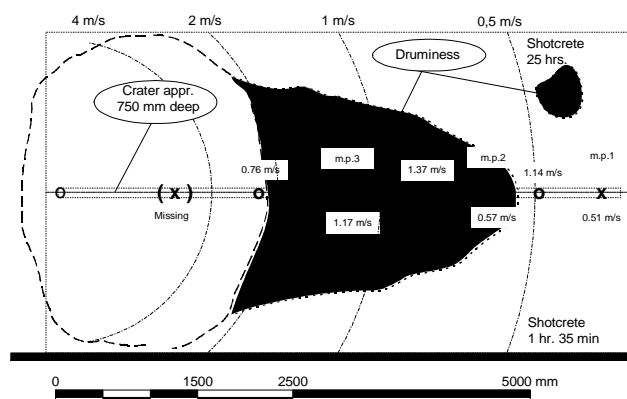 4 m/s 2 m/s 1 m/s 0,5 m/s
Druminess
Shotcrete
25 hrs.
Crater appr.
750 mm deep
m.p.3
m.p.2
m.p.1
0.76 m/s
1.37 m/s
1.14 m/s
o
( x )
o
o
x
Missing
1.17 m/s
0.57 m/s
0.51 m/s
Shotcrete
1 hr. 35 min
0 1500 2500 5000 mm